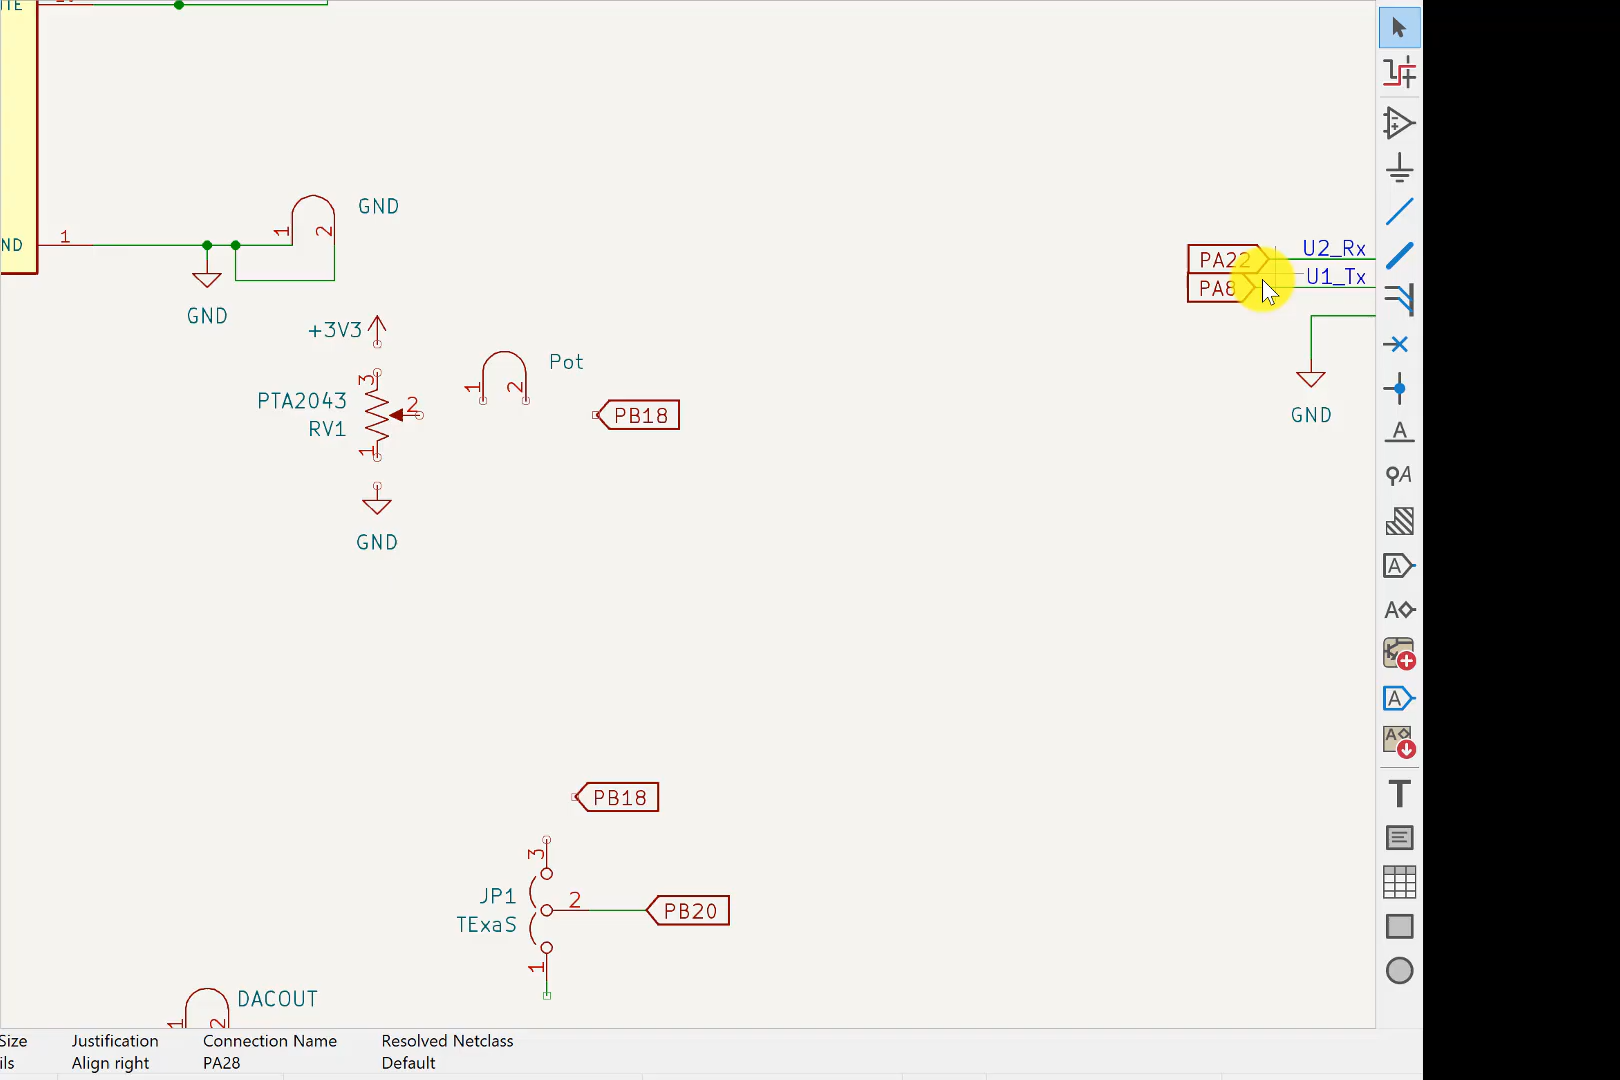 ITE
GND
1
2
ND
1
GND
PA22
U2_Rx
PA8
U1_Tx
GND
+3V3
3
PTA2043
RV1
2
1
GND
1
2
Pot
PB18
PB18
3
JP1
TExaS
2
PB20
1
DACOUT
1
2
Size
Justification
Connection Name
Resolved Netclass
ils
Align right
PA28
Default
A
A
A
A
A
A
T